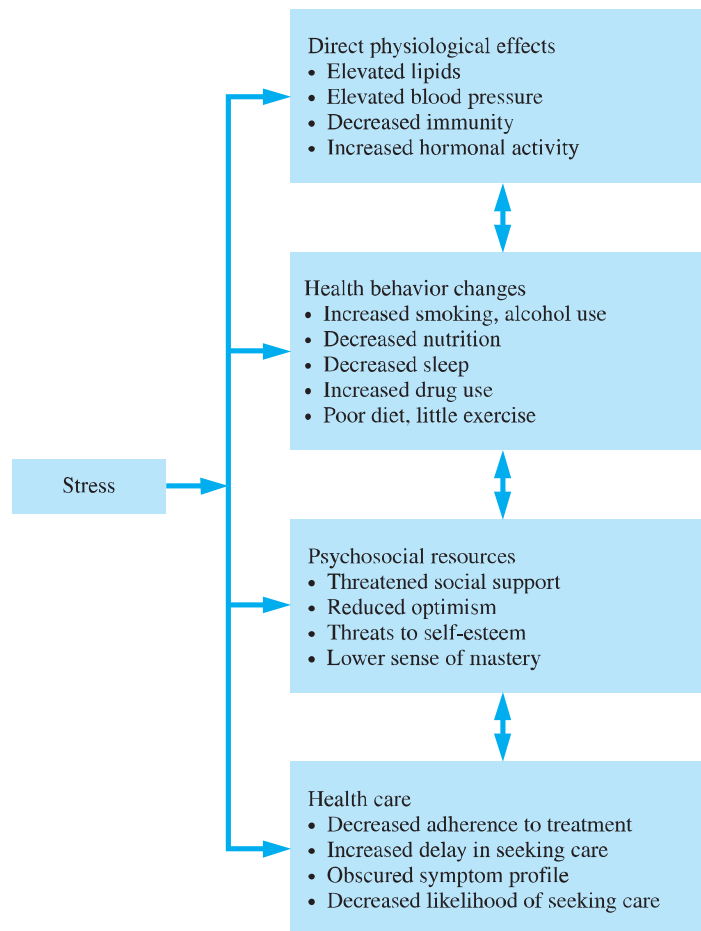 Direct physiological effects
• Elevated lipids
• Elevated blood pressure
• Decreased immunity
• Increased hormonal activity
Health behavior changes
• Increased smoking, alcohol use
• Decreased nutrition
• Decreased sleep
• Increased drug use
• Poor diet, little exercise
Stress
Psychosocial resources
• Threatened social support
• Reduced optimism
• Threats to self-esteem
• Lower sense of mastery
Health care
• Decreased adherence to treatment
• Increased delay in seeking care
• Obscured symptom profile
• Decreased likelihood of seeking care